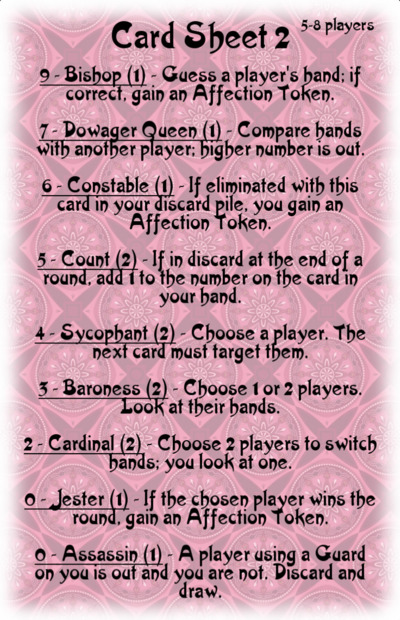 Card Sheet 2
5-8 players
9 - Bishop (1) - Guess a player's hand; if
correct, gain an Affection Token.
7 - Dowager Queen (1) - Compare hands
with another player; higher number is out.
6 - Constable (1) - If eliminated with this
card in your discard pile, you gain an
Affection Token.
5 - Count (2) - If in discard at the end of a
round, add 1 to the number on the card in
your hand.
4 - Sycophant (2) - Choose a player. The
next card must target them.
3 - Baroness (2) - Choose 1 or 2 players.
Look at their hands.
2 - Cardinal (2) - Choose 2 players to switch
hands; you look at one.
0 - Jester (1) - If the chosen player wins the
round, gain an Affection Token.
0 - Assassin (1) - A player using a Guard
on you is out and you are not. Discard and
draw.